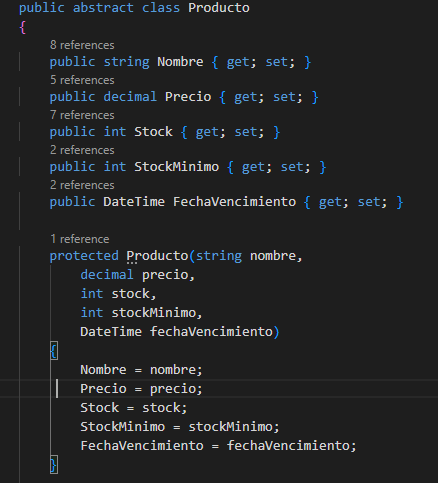 public abstract class Producto
{
8 references
public string Nombre { get; set; }
5 references
public decimal Precio { get; set; }
7 references
public int Stock { get; set; }
2 references
public int StockMinimo { get; set; }
2 references
public DateTime FechaVencimiento { get; set; }
1 reference
protected Producto(string nombre,
decimal precio,
int stock,
int stockMinimo,
DateTime fechaVencimiento)
{
Nombre = nombre;
Precio = precio;
Stock = stock;
StockMinimo = stockMinimo;
FechaVencimiento = fechaVencimiento;
}